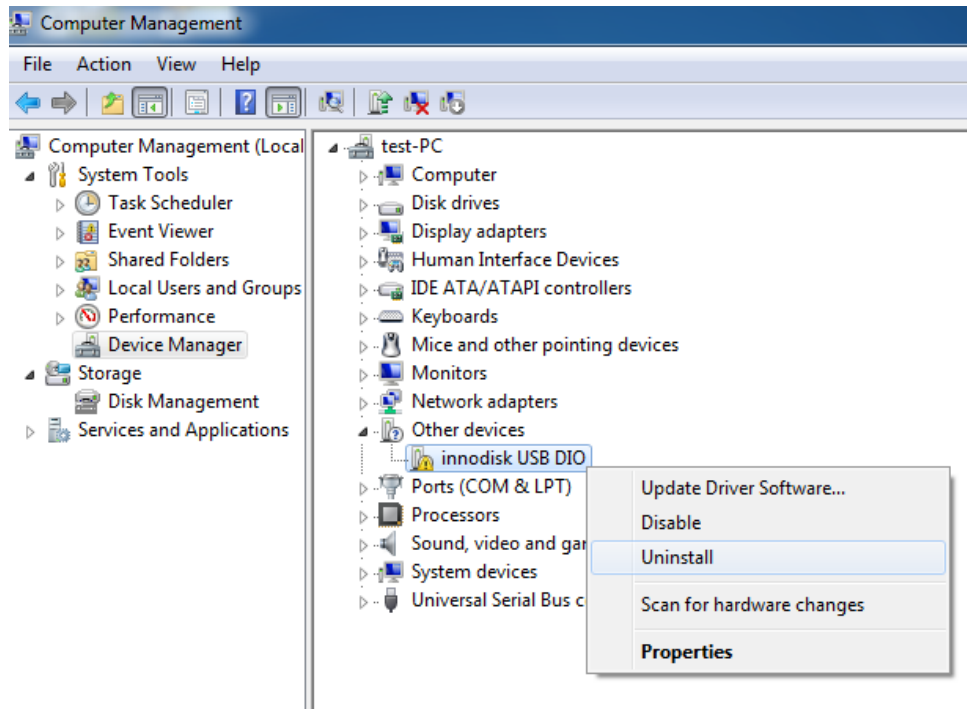 Computer Management
File Action View Help
Computer Management (Local
System Tools
Task Scheduler
Event Viewer
Shared Folders
Local Users and Groups
Performance
Device Manager
Storage
Disk Management
Services and Applications
test-PC
Computer
Disk drives
Display adapters
Human Interface Devices
IDE ATA/ATAPI controllers
Keyboards
Mice and other pointing devices
Monitors
Network adapters
Other devices
innodisk USB DIO
Ports (COM & LPT)
Processors
Sound, video and gar
System devices
Universal Serial Bus c
Update Driver Software...
Disable
Uninstall
Scan for hardware changes
Properties